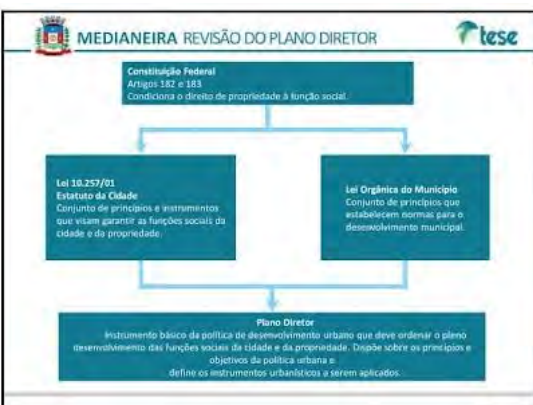 MEDIANEIRA REVISÃO DO PLANO DIRETOR
tese
Constituição Federal
Artigos 182 e 183
Condiciona o direito de propriedade à função social.
Lei 10.257/01
Estatuto da Cidade
Conjunto de princípios e instrumentos
que visam garantir as funções sociais da
cidade e da propriedade.
Lei Orgânica do Município
Conjunto de princípios que
estabelecem normas para o
desenvolvimento municipal.
Plano Diretor
Instrumento básico da política de desenvolvimento urbano que deve ordenar o pleno
desenvolvimento das funções sociais da cidade e da propriedade. Dispõe sobre os princípios e
objetivos da política urbana e
define os instrumentos urbanísticos a serem aplicados.